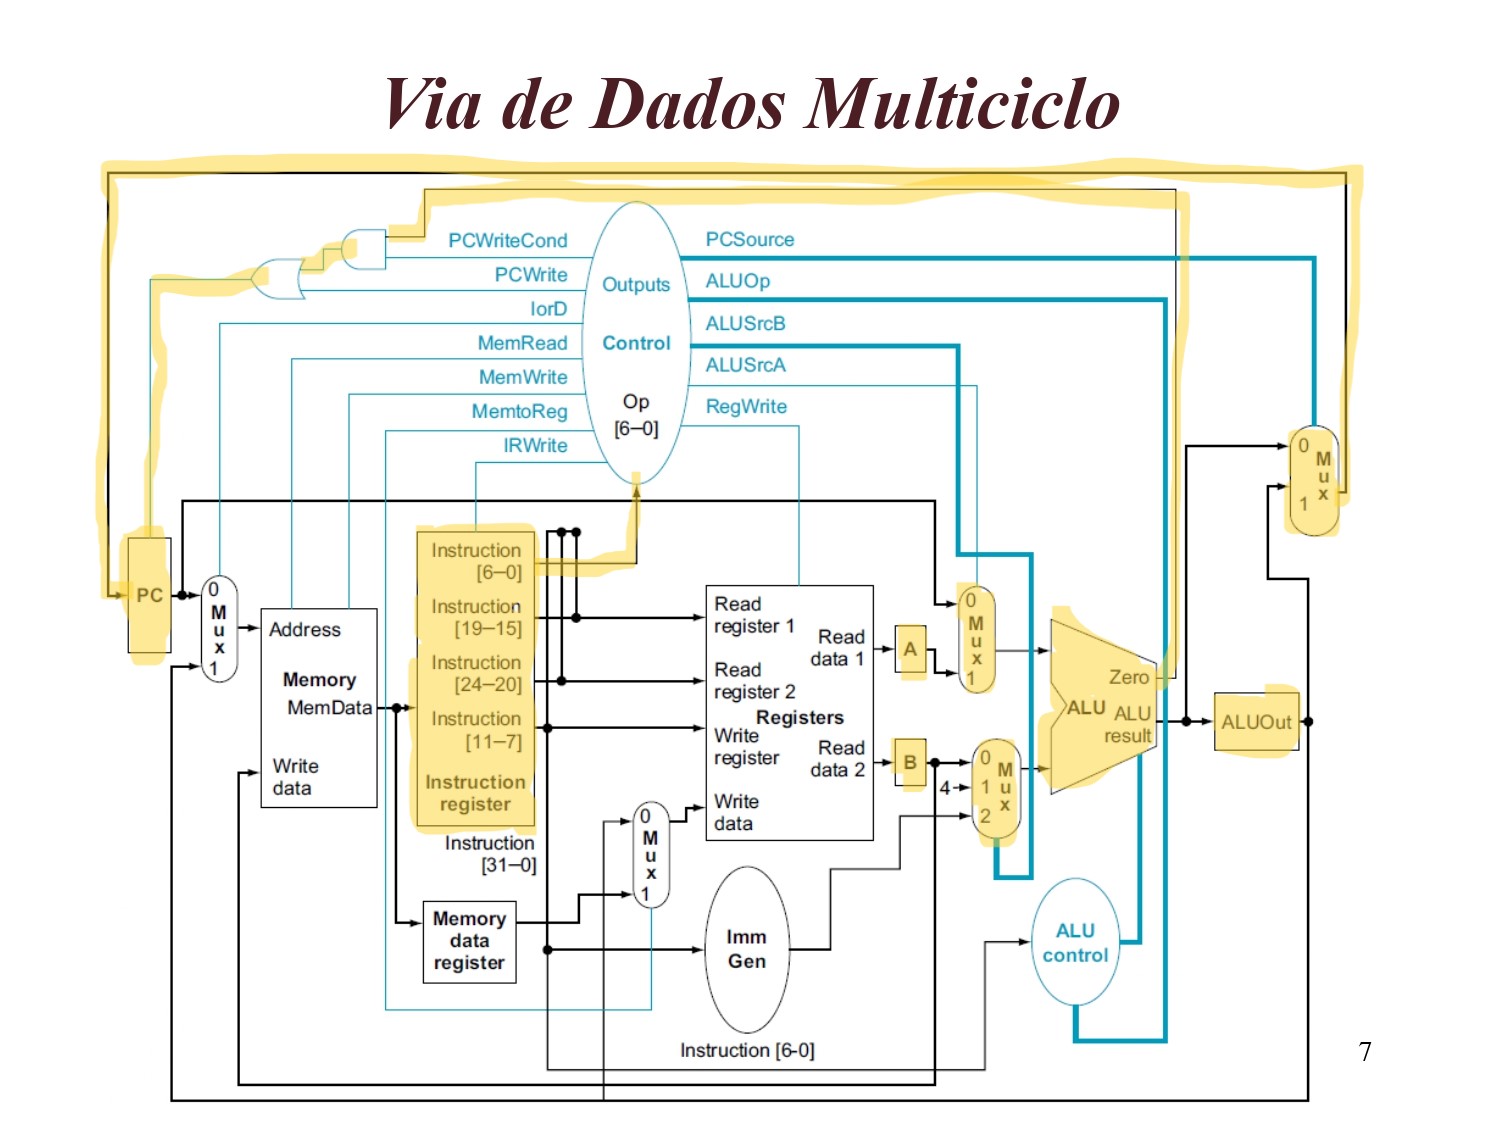 Via de Dados Multiciclo
PCWriteCond
PCWrite
IorD
MemRead
MemWrite
MemtoReg
IRWrite
Outputs
Control
Op
[6–0]
PCSource
ALUOp
ALUSrcB
ALUSrcA
RegWrite
0
M
u
x
1
PC
0
M
u
x
1
Address
Memory
MemData
Write
data
Instruction
[6–0]
Instruction
[19–15]
Instruction
[24–20]
Instruction
[11–7]
Instruction
register
Instruction
[31–0]
Memory
data
register
0
M
u
x
1
Read
register 1
Read
register 2
Registers
Write
register
Write
data
Read
data 1
Read
data 2
A
B
0
M
u
x
1
0
4
1
2
M
u
x
Zero
ALU
ALU
result
ALUOut
Imm
Gen
Instruction [6-0]
ALU
control
7